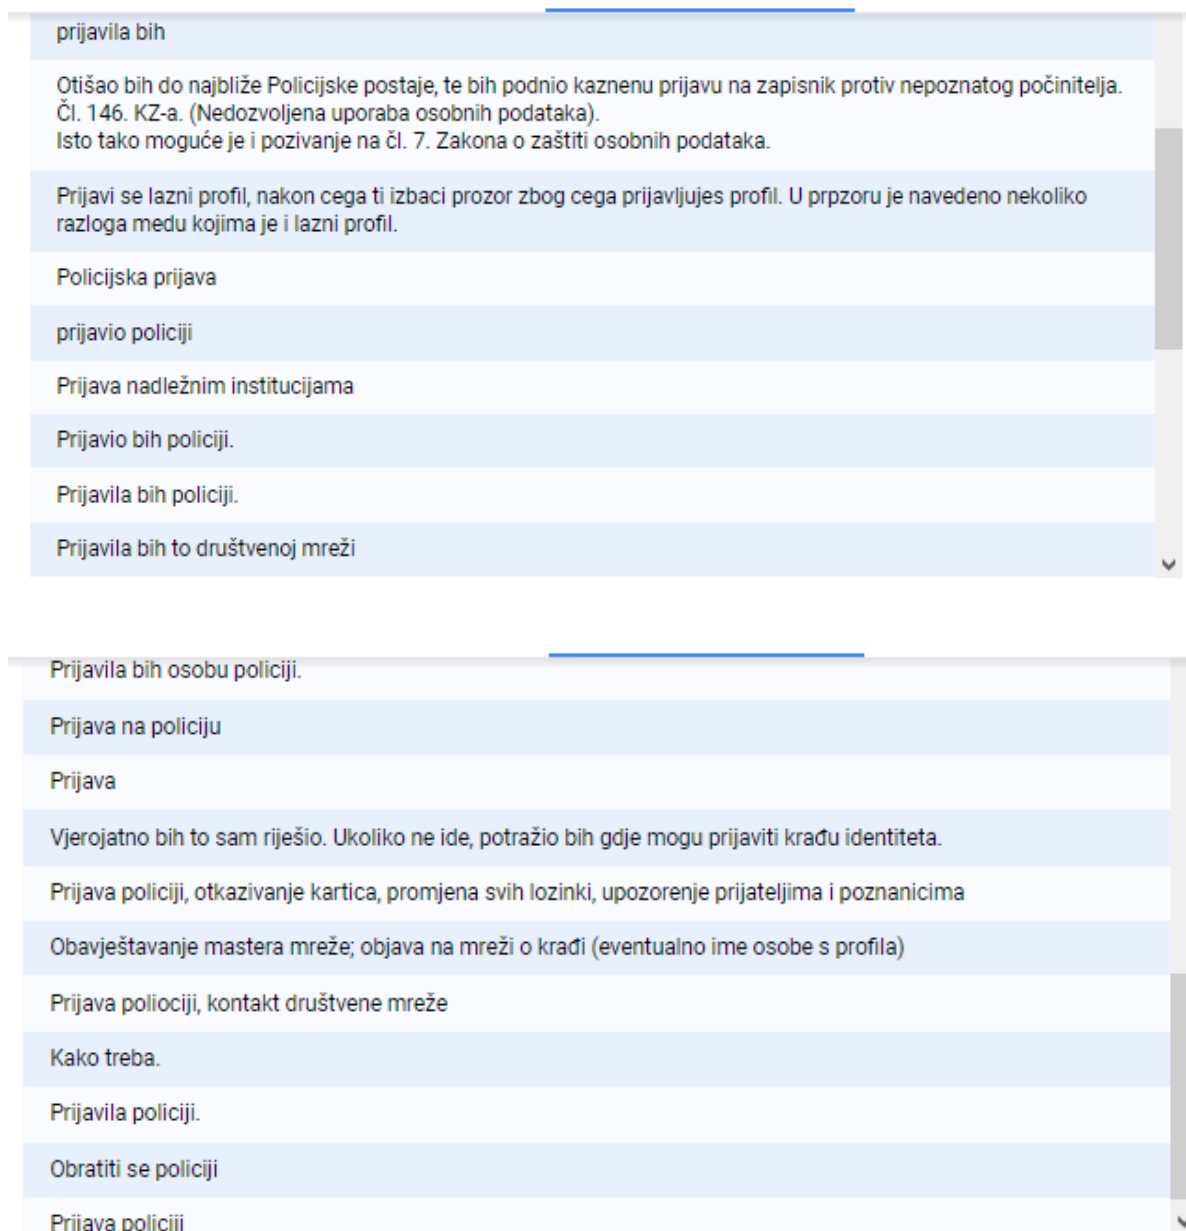 prijavila bih
Otišao bih do najbliže Policijske postaje, te bih podnio kaznenu prijavu na zapisnik protiv nepoznatog počinitelja.
Čl. 146. KZ-a. (Nedozvoljena uporaba osobnih podataka).
Isto tako moguće je i pozivanje na čl. 7. Zakona o zaštiti osobnih podataka.
Prijavi se lazni profil, nakon cega ti izbaci prozor zbog cega prijavljujes profil. U prpzoru je navedeno nekoliko
razloga medu kojima je i lazni profil.
Policijska prijava
prijavio policiji
Prijava nadležnim institucijama
Prijavio bih policiji.
Prijavila bih policiji.
Prijavila bih to društvenoj mreži
Prijavila bih osobu policiji.
Prijava na policiju
Prijava
Vjerojatno bih to sam riješio. Ukoliko ne ide, potražio bih gdje mogu prijaviti krađu identiteta.
Prijava policiji, otkazivanje kartica, promjena svih lozinki, upozorenje prijateljima i poznanicima
Obavještavanje mastera mreže; objava na mreži o krađi (eventualno ime osobe s profila)
Prijava poliociji, kontakt društvene mreže
Kako treba.
Prijavila policiji.
Obratiti se policiji
Prijava policiji